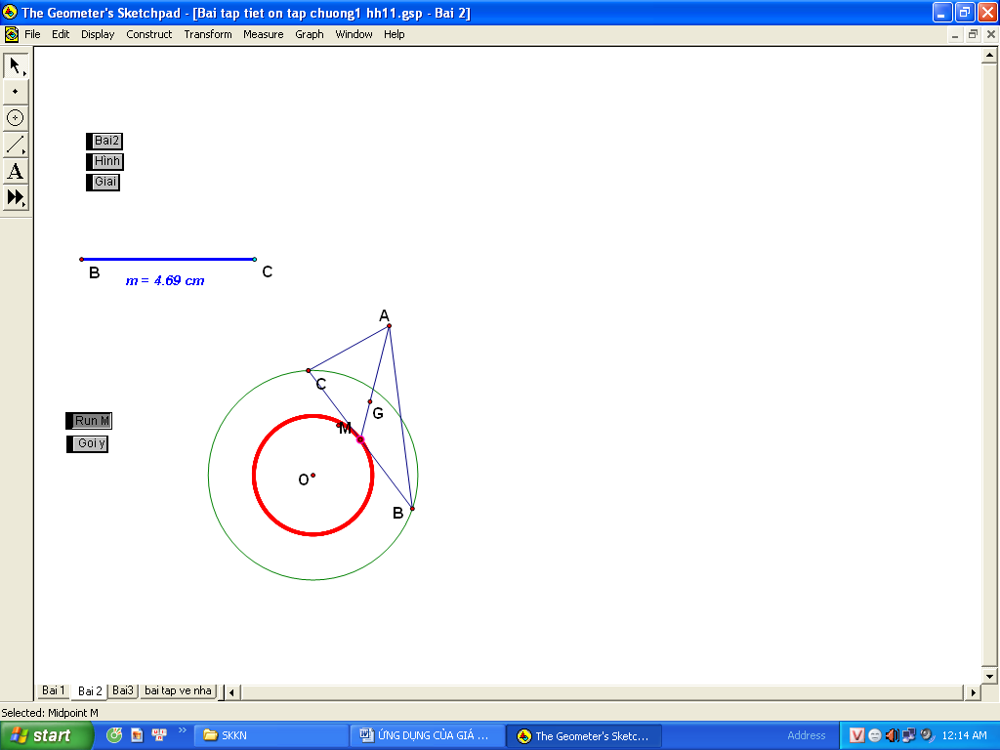 The Geometer's Sketchpad - [Bai tap tiet on tap chuong1 hh11.gsp - Bai 2]
File Edit Display Construct Transform Measure Graph Window Help
A
Bai2
Hình
Giai
B
C
m = 4.69 cm
A
C
G
M
Run M
Goi y
O
B
Bai 1 Bai 2 Bai3 bai tap ve nha
Selected: Midpoint M
start SKKN ỨNG DỤNG CỦA GIÁ ... The Geometer's Sketc... Address V 12:14 AM